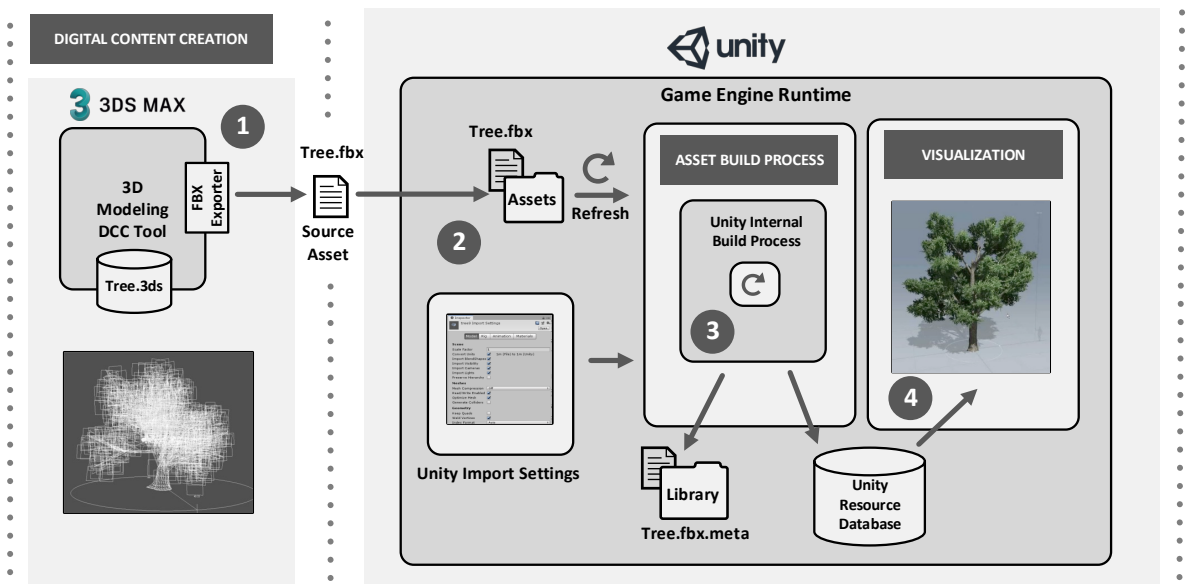 DIGITAL CONTENT CREATION
3DS MAX
1
3D
Modeling
DCC Tool
FBX
Exporter
Tree.3ds
Tree.fbx
Source
Asset
unity
Game Engine Runtime
Tree.fbx
Assets
Refresh
2
Unity Import Settings
ASSET BUILD PROCESS
Unity Internal
Build Process
3
Library
Tree.fbx.meta
VISUALIZATION
4
Unity
Resource
Database